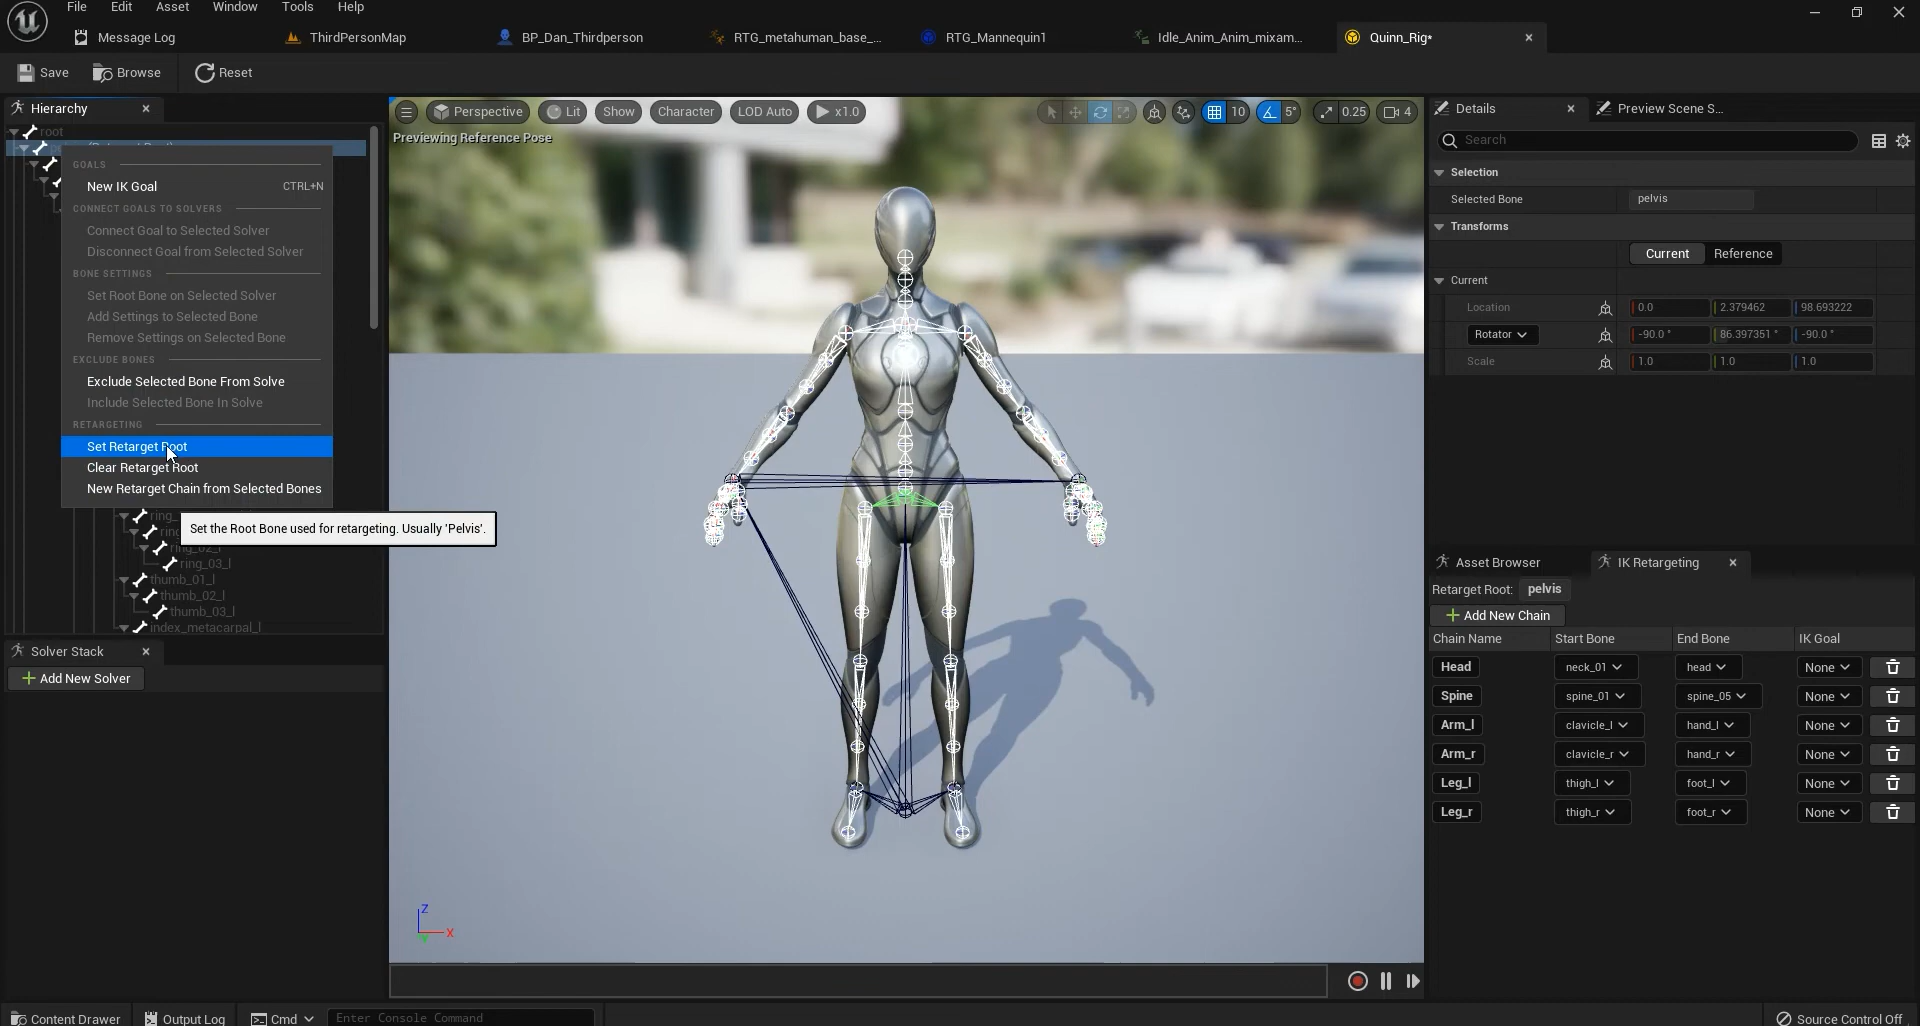 File Edit Asset Window Tools Help
Message Log ThirdPersonMap BP_Dan_Thirdperson RTG_metahuman_base_... RTG_Mannequin1 Idle_Anim_Anim_mixam... Quinn_Rig*
Save Browse Reset
Hierarchy
root
GOALS
New IK Goal CTRL+N
CONNECT GOALS TO SOLVERS
Connect Goal to Selected Solver
Disconnect Goal from Selected Solver
BONE SETTINGS
Set Root Bone on Selected Solver
Add Settings to Selected Bone
Remove Settings on Selected Bone
EXCLUDE BONES
Exclude Selected Bone From Solve
Include Selected Bone In Solve
RETARGETING
Set Retarget Root
Clear Retarget Root
New Retarget Chain from Selected Bones
Set the Root Bone used for retargeting. Usually 'Pelvis'.
ring_03_l
thumb_01_l
thumb_02_l
thumb_03_l
index_metacarpal_l
Solver Stack
Add New Solver
Perspective Lit Show Character LOD Auto x1.0 10 5° 0.25 4
Previewing Reference Pose
Z
X
Details Preview Scene S...
Search
Selection
Selected Bone pelvis
Transforms
Current Reference
Current
Location 0.0 2.379462 98.693222
Rotator -90.0 ° 86.397351 ° -90.0 °
Scale 1.0 1.0 1.0
Asset Browser IK Retargeting
Retarget Root: pelvis
Add New Chain
Chain Name Start Bone End Bone IK Goal
Head neck_01 head None
Spine spine_01 spine_05 None
Arm_l clavicle_l hand_l None
Arm_r clavicle_r hand_r None
Leg_l thigh_l foot_l None
Leg_r thigh_r foot_r None
Content Drawer Output Log Cmd Enter Console Command Source Control Off